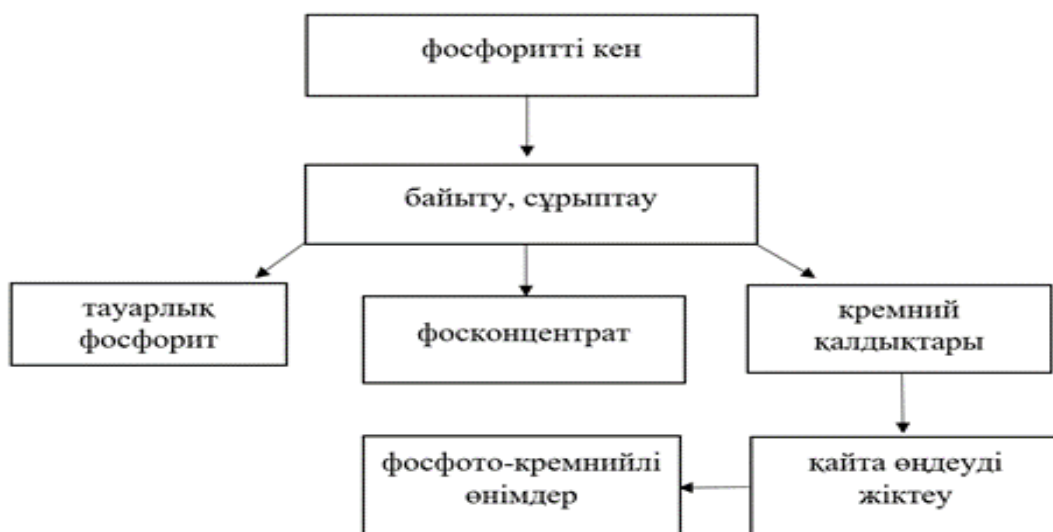 фосфоритті кен
байыту, сұрыптау
тауарлық
фосфорит
фосконцентрат
кремний
қалдықтары
фосфото-кремнийлі
өнімдер
қайта өңдеуді
жіктеу